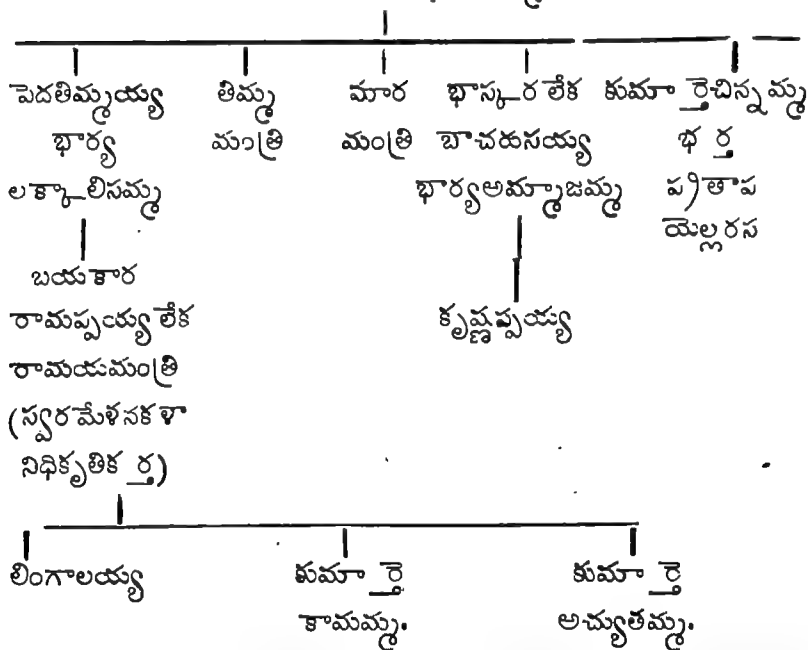 పెదతిమ్మయ్య తిమ్మ మార భాస్కర లేక కుమార్తెచిన్నమ్మ
భార్య మంత్రి మంత్రి బాచరుసయ్య భర్త
లక్కాలిసమ్మ భార్యఅమ్మాజమ్మ ప్రతాప
యెల్లరస
బయకార
రామప్పయ్య లేక కృష్ణప్పయ్య
రామయమంత్రి
(స్వరమేళనకళా
నిధికృతికర్త)
లింగాలయ్య కుమార్తె కుమార్తె
కామమ్మ. అచ్యుతమ్మ.